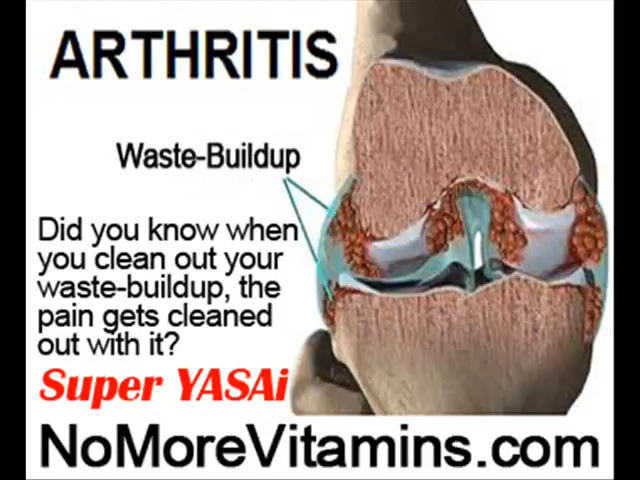 ARTHRITIS
Waste-Buildup
Did you know when
you clean out your
waste-buildup, the
pain gets cleaned
out with it?
Super YASAi
NoMoreVitamins.com